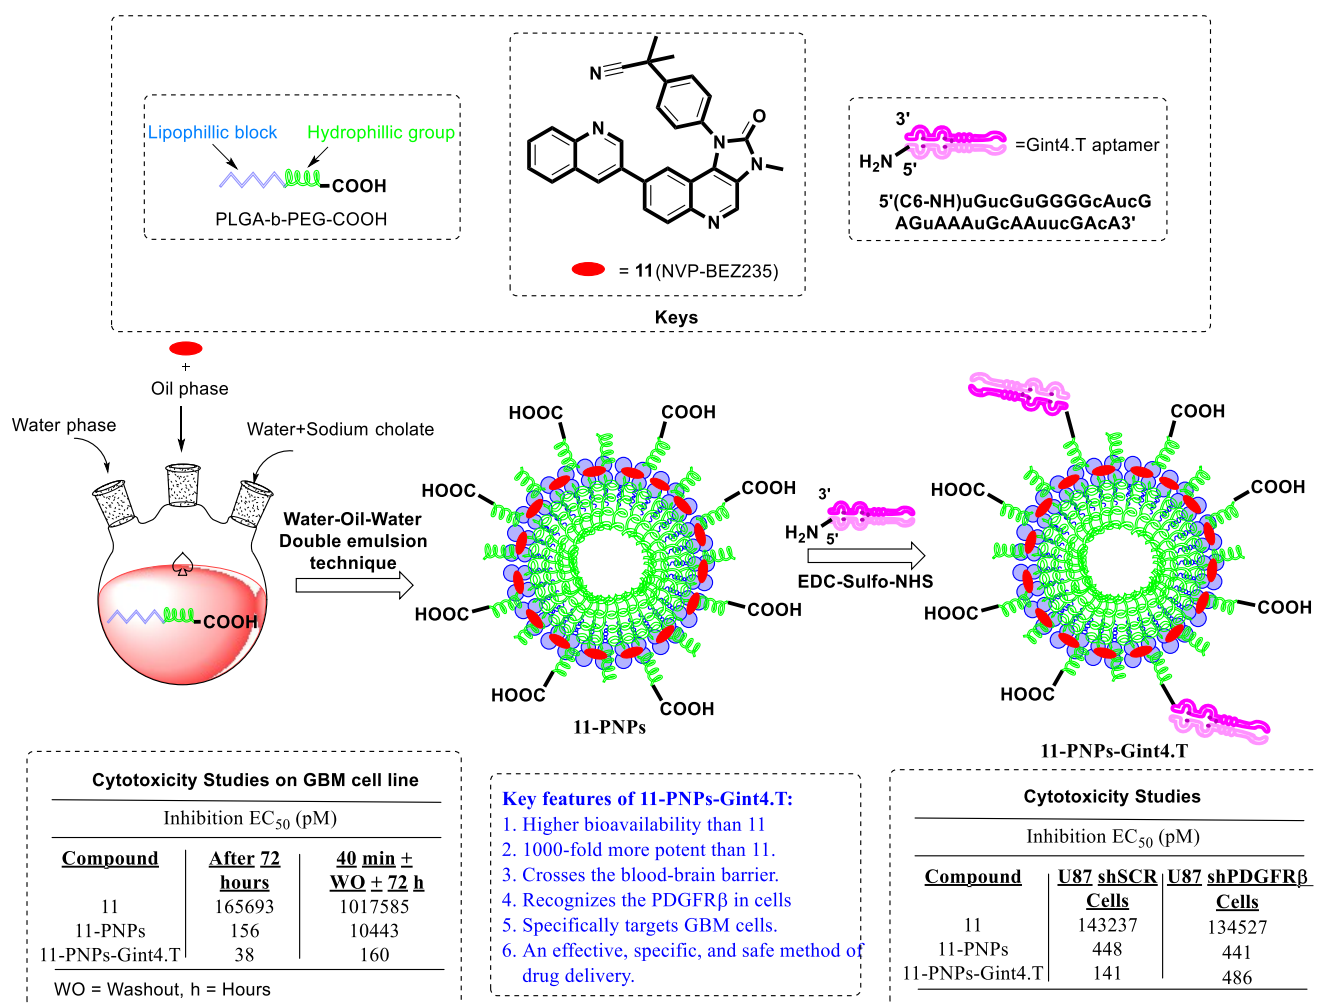 Lipophillic block
Hydrophillic group
COOH
PLGA-b-PEG-COOH
N
N
O
N
N
N
= 11(NVP-BEZ235)
3'
H2N
5'
=Gint4.T aptamer
5'(C6-NH)uGucGuGGGGcAucG
AGuAAAuGcAAuucGAcA3'
Keys
+
Oil phase
Water phase
Water+Sodium cholate
COOH
Water-Oil-Water
Double emulsion
technique
HOOC
COOH
HOOC
COOH
HOOC
COOH
HOOC
COOH
11-PNPs
3'
H2N
5'
EDC-Sulfo-NHS
COOH
HOOC
COOH
HOOC
COOH
HOOC
11-PNPs-Gint4.T
Cytotoxicity Studies on GBM cell line
Inhibition EC50 (pM)
Compound After 72 hours 40 min + WO + 72 h
11 165693 1017585
11-PNPs 156 10443
11-PNPs-Gint4.T 38 160
WO = Washout, h = Hours
Key features of 11-PNPs-Gint4.T:
1. Higher bioavailability than 11
2. 1000-fold more potent than 11.
3. Crosses the blood-brain barrier.
4. Recognizes the PDGFRβ in cells
5. Specifically targets GBM cells.
6. An effective, specific, and safe method of
drug delivery.
Cytotoxicity Studies
Inhibition EC50 (pM)
Compound U87 shSCR Cells U87 shPDGFRβ Cells
11 143237 134527
11-PNPs 448 441
11-PNPs-Gint4.T 141 486